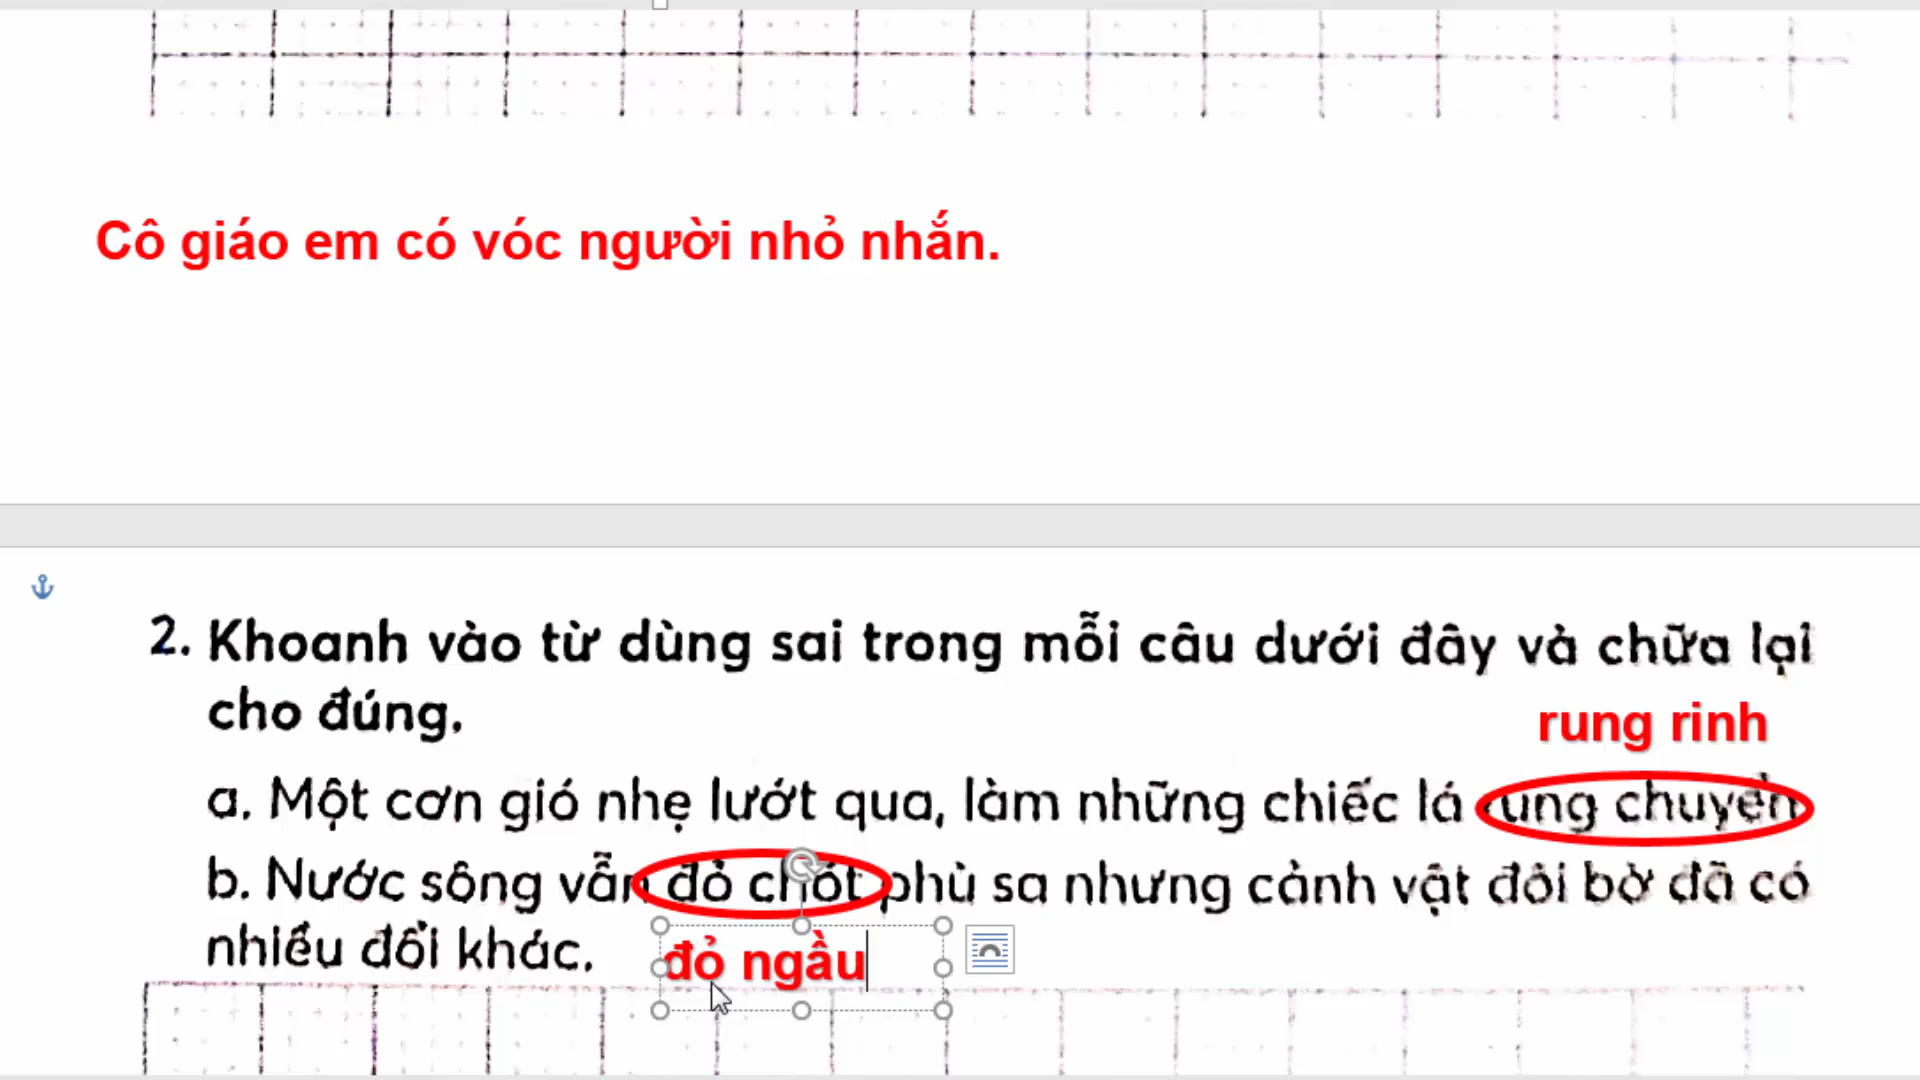 Cô giáo em có vóc người nhỏ nhắn.
2. Khoanh vào từ dùng sai trong mỗi câu dưới đây và chữa lại
cho đúng.
rung rinh
a. Một cơn gió nhẹ lướt qua, làm những chiếc lá rung chuyển
b. Nước sông vẫn đỏ chót phù sa nhưng cảnh vật đôi bờ đã có
nhiều đổi khác.
đỏ ngầu